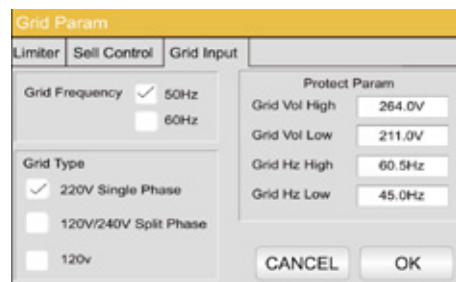 Grid Param
Limiter Sell Control Grid Input
Grid Frequency 50Hz
60Hz
Grid Type
220V Single Phase
120V/240V Split Phase
120v
Protect Param
Grid Vol High 264.0V
Grid Vol Low 211.0V
Grid Hz High 60.5Hz
Grid Hz Low 45.0Hz
CANCEL OK